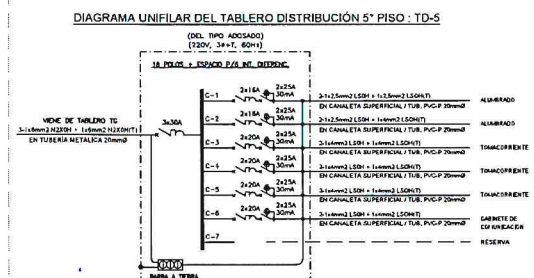 DIAGRAMA UNIFILAR DEL TABLERO DISTRIBUCIÓN 5° PISO : TD-5
(DEL TIPO ADOSADO)
(220V, 3ø+T, 60Hz)
18 POLOS + ESPACIO P/6 INT. DIFERENC.
VIENE DE TABLERO TG
3-1x6mm2 N2XOH + 1x6mm2 N2XOH(T)
EN TUBERIA METALICA 20mmØ
3x30A
C-1
2x16A
2x25A
30mA
2-1x2,5mm2 LSOH + 1x2,5mm2 LSOH(T)
EN CANALETA SUPERFICIAL / TUB. PVC-P 20mmØ
ALUMBRADO
C-2
2x16A
2x25A
30mA
2-1x2,5mm2 LSOH + 1x4mm2 LSOH(T)
EN CANALETA SUPERFICIAL / TUB. PVC-P 20mmØ
ALUMBRADO
C-3
2x20A
2x25A
30mA
2-1x4mm2 LSOH + 1x4mm2 LSOH(T)
EN CANALETA SUPERFICIAL / TUB. PVC-P 20mmØ
TOMACORRIENTE
C-4
2x20A
2x25A
30mA
2-1x4mm2 LSOH + 1x4mm2 LSOH(T)
EN CANALETA SUPERFICIAL / TUB. PVC-P 20mmØ
TOMACORRIENTE
C-5
2x20A
2x25A
30mA
2-1x4mm2 LSOH + 1x4mm2 LSOH(T)
EN CANALETA SUPERFICIAL / TUB. PVC-P 20mmØ
TOMACORRIENTE
C-6
2x20A
2x25A
30mA
2-1x4mm2 LSOH + 1x4mm2 LSOH(T)
EN CANALETA SUPERFICIAL / TUB. PVC-P 20mmØ
GABINETE DE
COMUNICACIÓN
C-7
RESERVA
BARRA A TIERRA